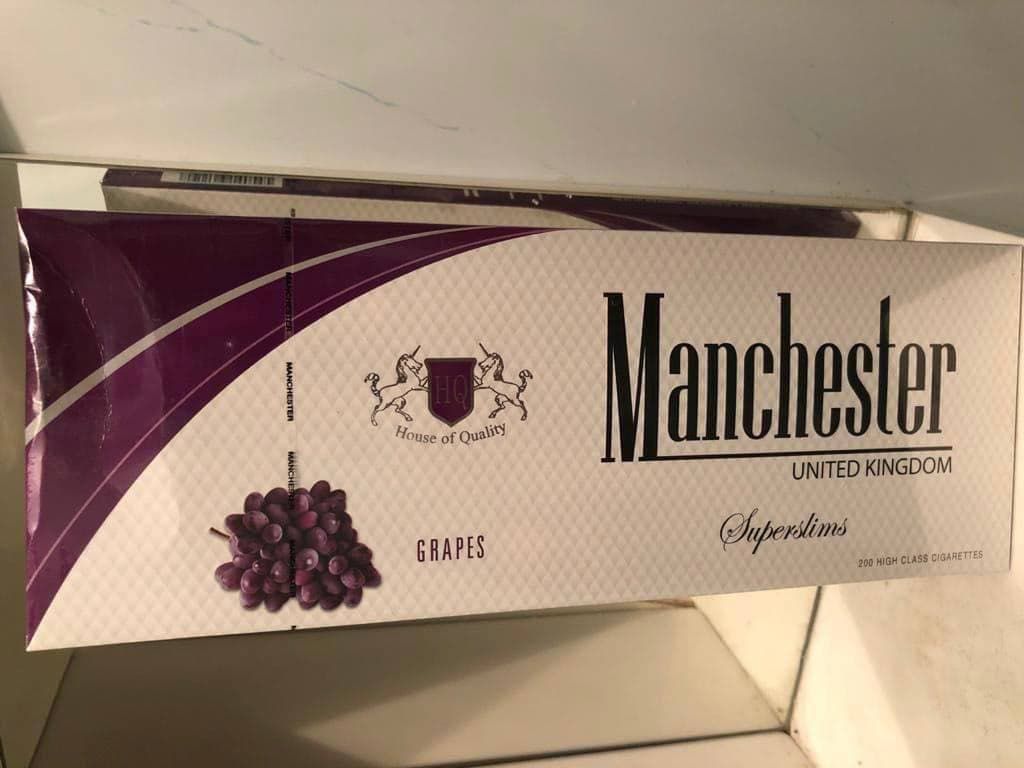 Manchester
UNITED KINGDOM
HQ
House of Quality
GRAPES
Superslims
200 HIGH CLASS CIGARETTES
MANCHESTER
MANCHESTER